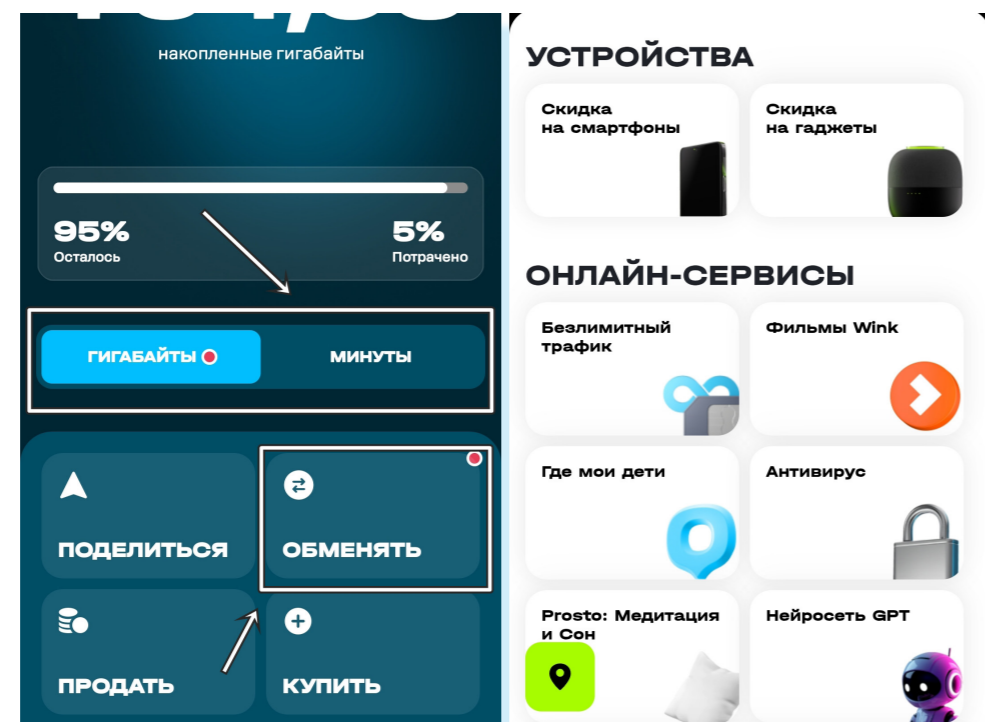 накопленные гигабайты
95%
5%
Осталось
Потрачено
ГИГАБАЙТЫ
МИНУТЫ
ПОДЕЛИТЬСЯ
ОБМЕНЯТЬ
ПРОДАТЬ
КУПИТЬ
УСТРОЙСТВА
Скидка
на смартфоны
Скидка
на гаджеты
ОНЛАЙН-СЕРВИСЫ
Безлимитный
трафик
Фильмы Wink
Где мои дети
Антивирус
Prosto: Медитация
и Сон
Нейросеть GPT